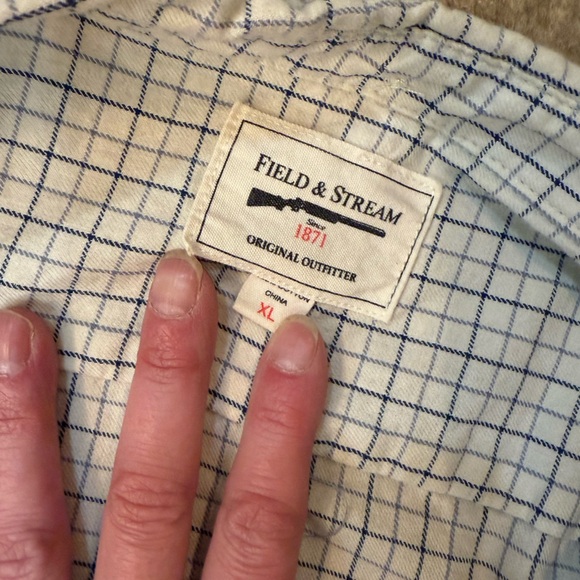 FIELD & STREAM
Since
1871
ORIGINAL OUTFITTER
CHINA
XL